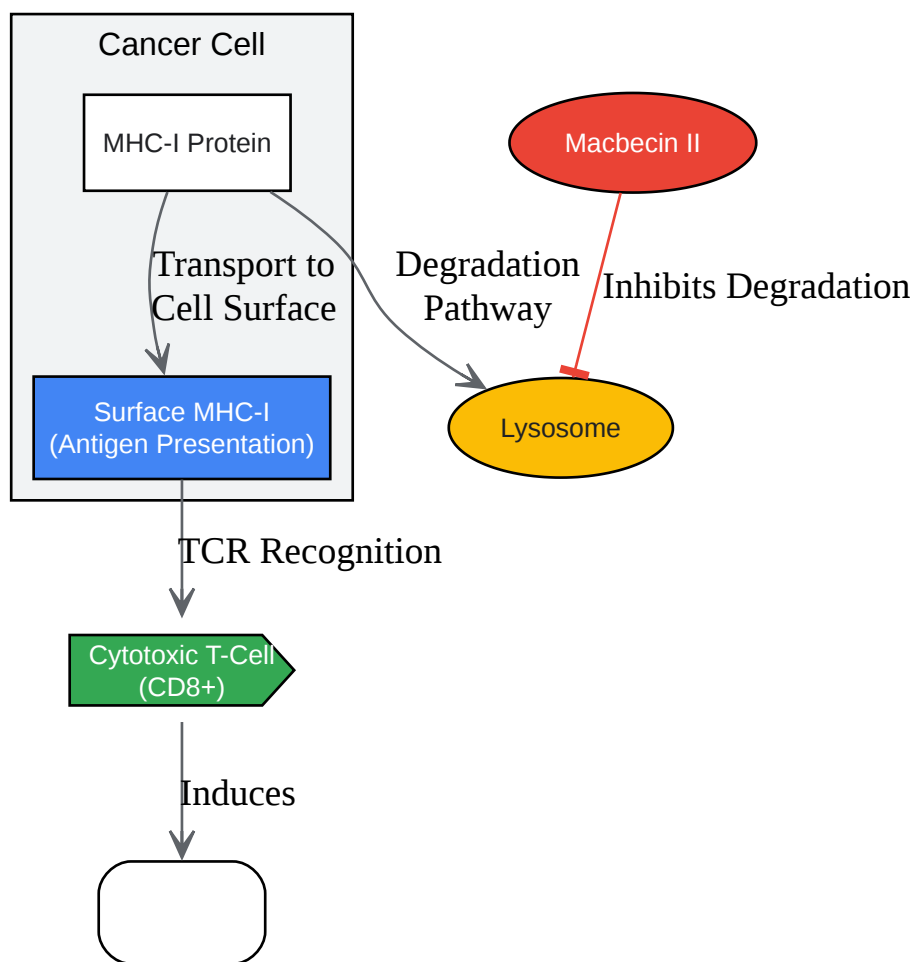 Cancer Cell
MHC-I Protein
Macbecin II
Transport to
Cell Surface
Degradation
Pathway
Inhibits Degradation
Surface MHC-I
(Antigen Presentation)
Lysosome
TCR Recognition
Cytotoxic T-Cell
(CD8+)
Induces